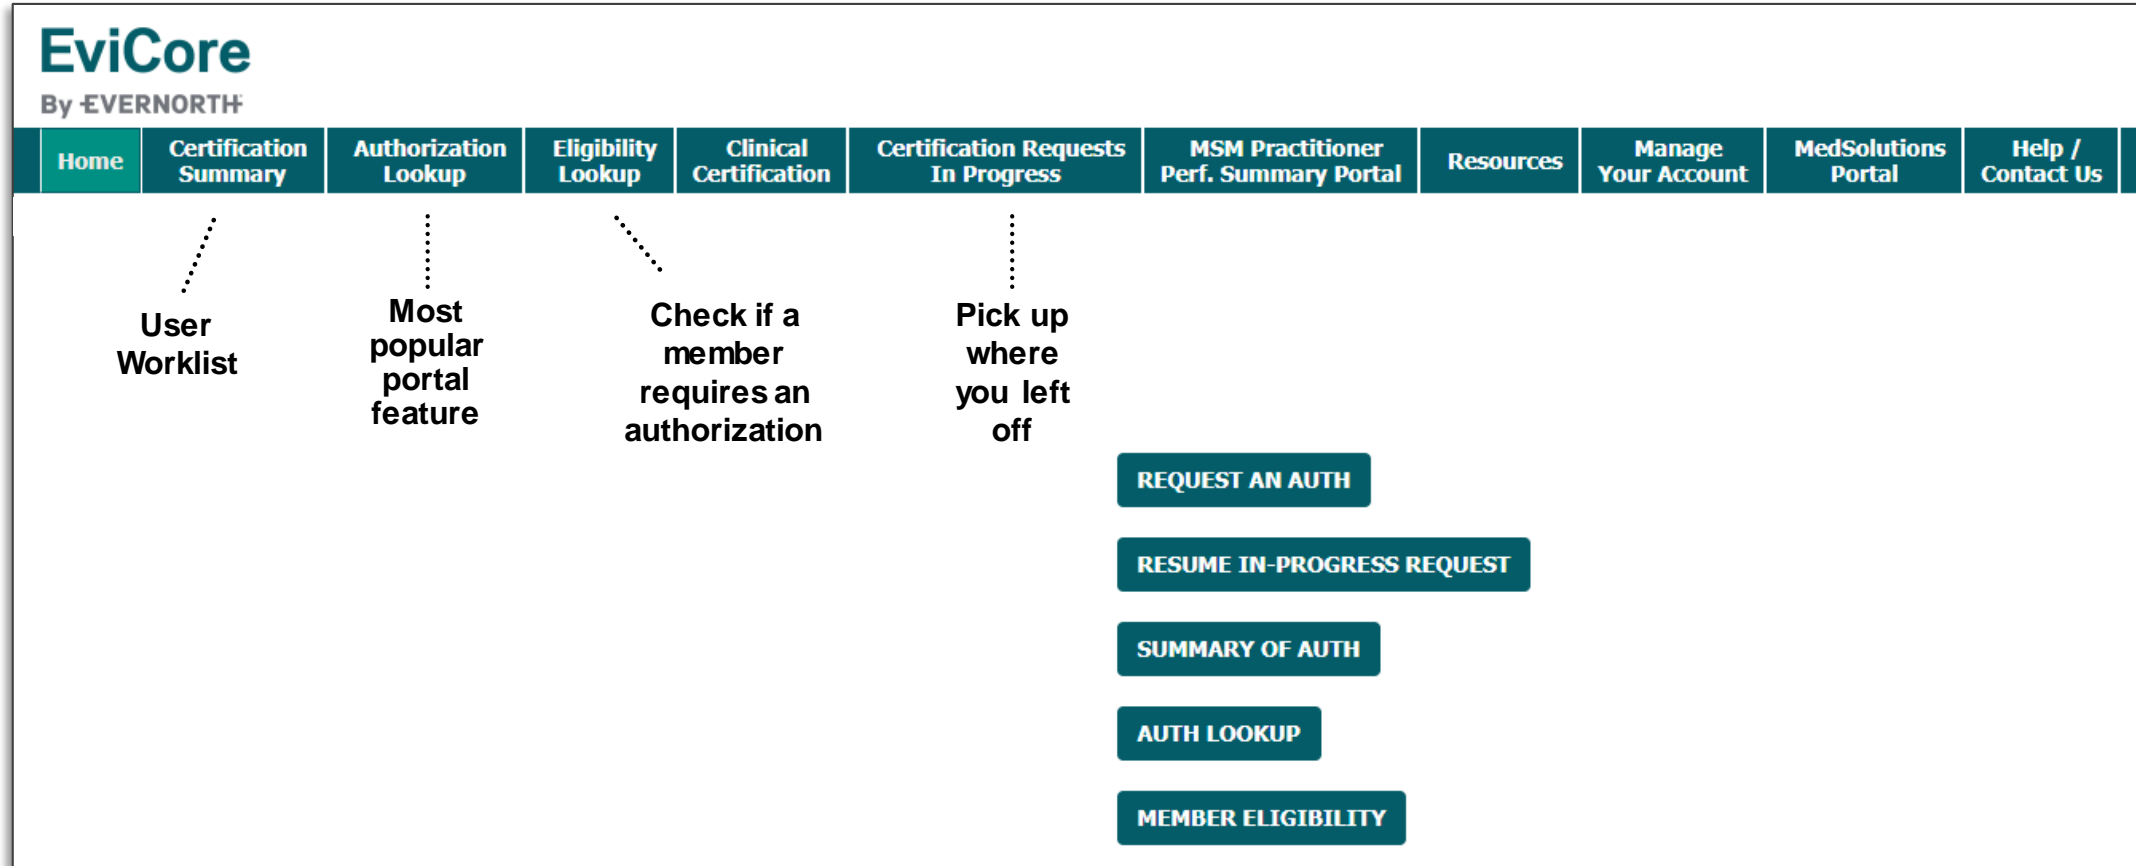 EviCore
By EVERNORTH
Home
Certification
Summary
Authorization
Lookup
Eligibility
Lookup
Clinical
Certification
Certification Requests
In Progress
MSM Practitioner
Perf. Summary Portal
Resources
Manage
Your Account
MedSolutions
Portal
Help /
Contact Us
User
Worklist
Most
popular
portal
feature
Check if a
member
requires an
authorization
Pick up
where
you left
off
REQUEST AN AUTH
RESUME IN-PROGRESS REQUEST
SUMMARY OF AUTH
AUTH LOOKUP
MEMBER ELIGIBILITY